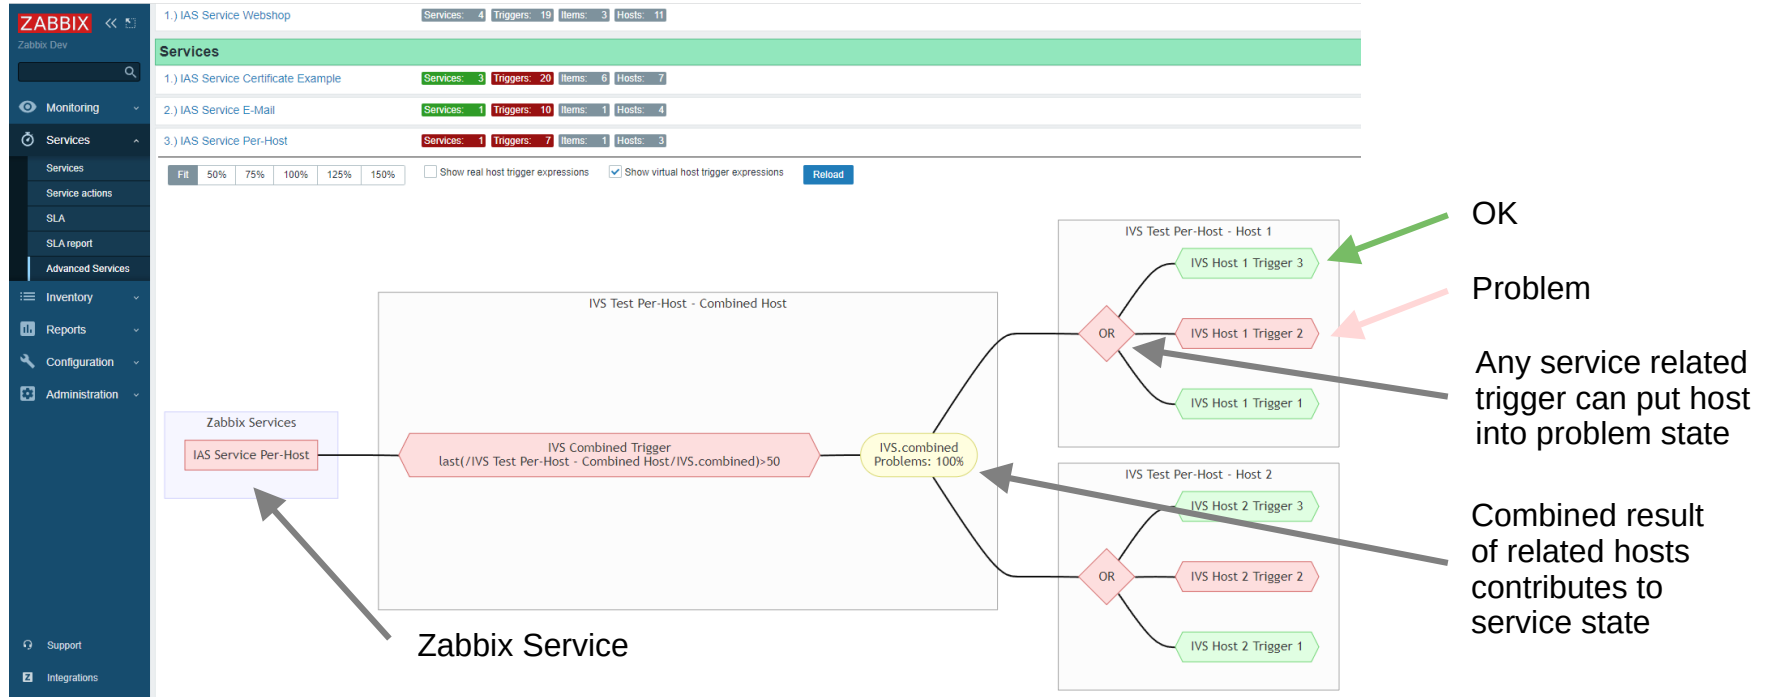 ZABBIX
Zabbix Dev
Monitoring
Services
Services
Service actions
SLA
SLA report
Advanced Services
Inventory
Reports
Configuration
Administration
Support
Z Integrations
1.) IAS Service Webshop Services: 4 Triggers: 19 Items: 3 Hosts: 11
Services
1.) IAS Service Certificate Example Services: 3 Triggers: 20 Items: 6 Hosts: 7
2.) IAS Service E-Mail Services: 1 Triggers: 10 Items: 1 Hosts: 4
3.) IAS Service Per-Host Services: 1 Triggers: 7 Items: 1 Hosts: 3
Fit 50% 75% 100% 125% 150% Show real host trigger expressions Show virtual host trigger expressions Reload
Zabbix Services
IAS Service Per-Host
IVS Test Per-Host - Combined Host
IVS Combined Trigger
last(/IVS Test Per-Host - Combined Host/IVS.combined)>50
IVS.combined
Problems: 100%
IVS Test Per-Host - Host 1
IVS Host 1 Trigger 3
OR
IVS Host 1 Trigger 2
IVS Host 1 Trigger 1
IVS Test Per-Host - Host 2
IVS Host 2 Trigger 3
OR
IVS Host 2 Trigger 2
IVS Host 2 Trigger 1
OK
Problem
Any service related
trigger can put host
into problem state
Combined result
of related hosts
contributes to
service state
Zabbix Service